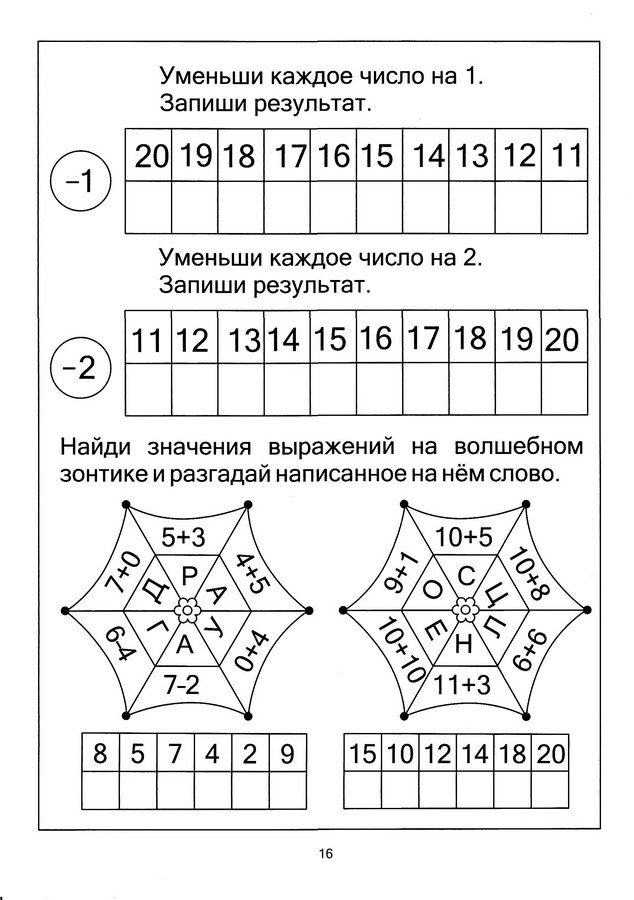 Уменьши каждое число на 1.
Запиши результат.
–1
20 19 18 17 16 15 14 13 12 11
Уменьши каждое число на 2.
Запиши результат.
–2
11 12 13 14 15 16 17 18 19 20
Найди значения выражений на волшебном
зонтике и разгадай написанное на нём слово.
5+3
7+0
4+5
Р
Д
А
Г
У
А
6-4
0+4
7–2
10+5
9+1
10+8
С
О
Ц
Е
Л
Н
10+10
6+6
11+3
8 5 7 4 2 9
15 10 12 14 18 20
16